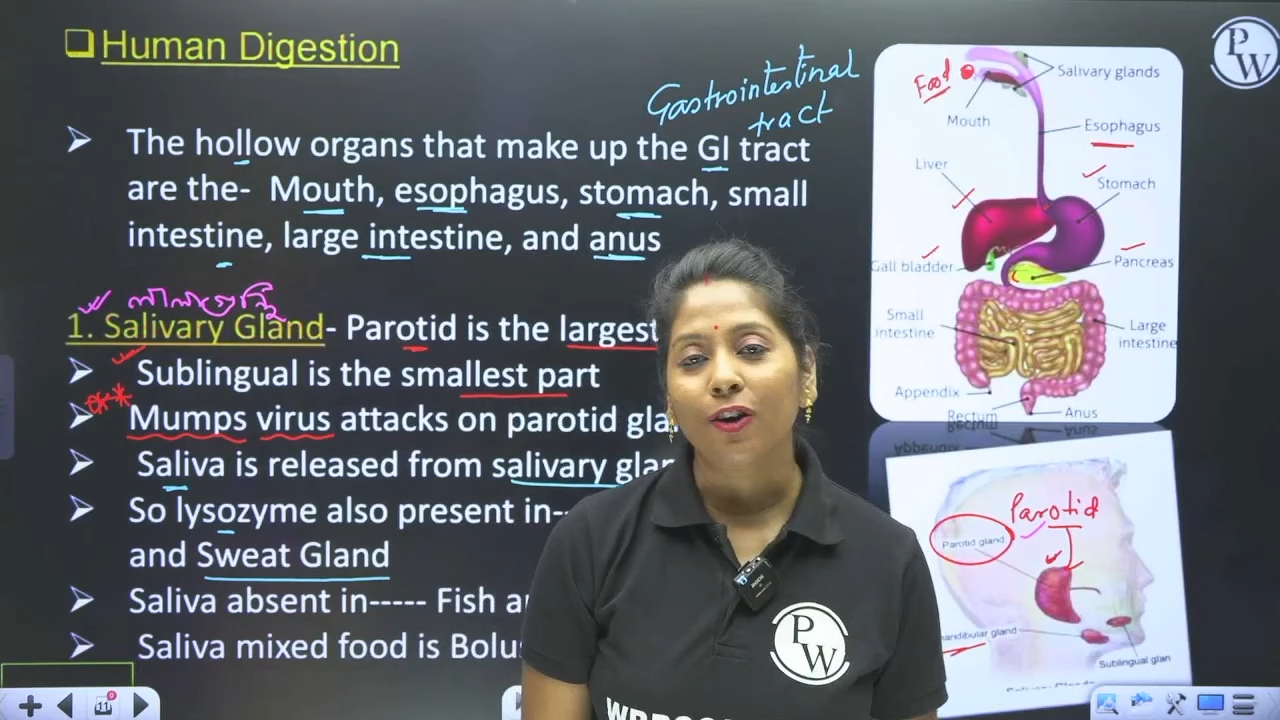 Human Digestion
Gastrointestinal
tract
The hollow organs that make up the GI tract
are the- Mouth, esophagus, stomach, small
intestine, large intestine, and anus
1. Salivary Gland- Parotid is the largest
Sublingual is the smallest part
Mumps virus attacks on parotid
Saliva is released from salivary
So lysozyme also present in--
and Sweat Gland
Saliva absent in----- Fish
Saliva mixed food is
PW
Food
Salivary glands
Mouth
Esophagus
Liver
Stomach
Gall bladder
Pancreas
Small
intestine
Large
intestine
Appendix
Rectum
Anus
Parotid
Parotid gland
gland
Sublingual
11
PW